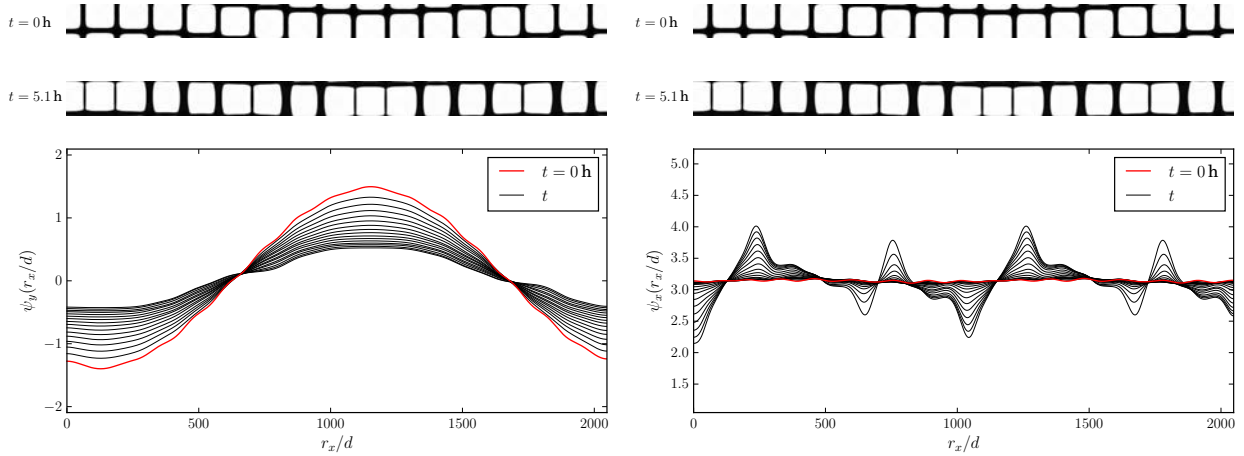 t = 0 h
t = 5.1 h
2
1
0
−1
−2
ψ_y(r_x/d)
t = 0 h
t
0
500
1000
1500
2000
r_x/d
t = 0 h
t = 5.1 h
5.0
4.5
4.0
3.5
3.0
2.5
2.0
1.5
ψ_x(r_x/d)
t = 0 h
t
0
500
1000
1500
2000
r_x/d